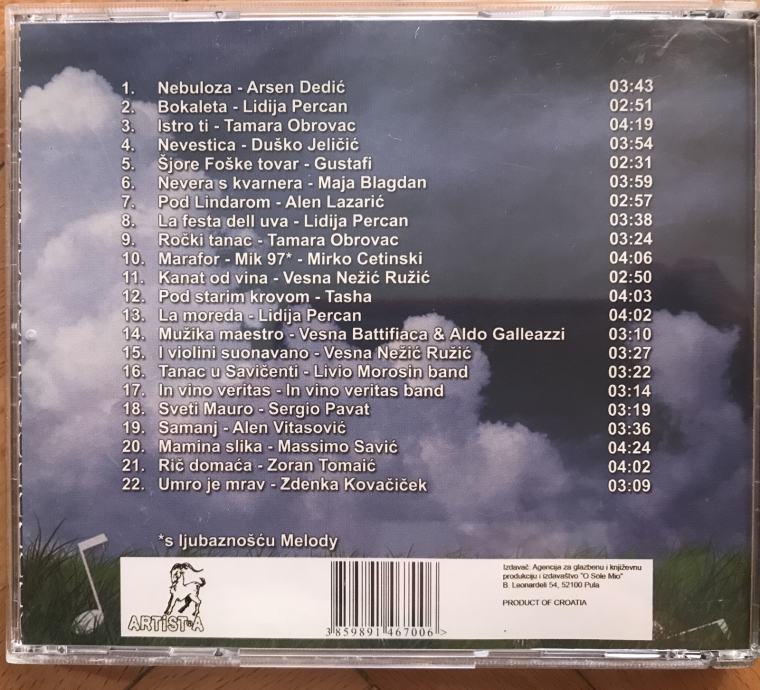 1. Nebuloza - Arsen Dedić 03:43
2. Bokaleta - Lidija Percan 02:51
3. Istro ti - Tamara Obrovac 04:19
4. Nevestica - Duško Jeličić 03:54
5. Šjore Foške tovar - Gustafi 02:31
6. Nevera s kvarnera - Maja Blagdan 03:59
7. Pod Lindarom - Alen Lazarić 02:57
8. La festa dell uva - Lidija Percan 03:38
9. Ročki tanac - Tamara Obrovac 03:24
10. Marafor - Mik 97* - Mirko Cetinski 04:06
11. Kanat od vina - Vesna Nežić Ružić 02:50
12. Pod starim krovom - Tasha 04:03
13. La moreda - Lidija Percan 04:02
14. Mužika maestro - Vesna Battifiaca & Aldo Galleazzi 03:10
15. I violini suonavano - Vesna Nežić Ružić 03:27
16. Tanac u Savičenti - Livio Morosin band 03:22
17. In vino veritas - In vino veritas band 03:14
18. Sveti Mauro - Sergio Pavat 03:19
19. Samanj - Alen Vitasović 03:36
20. Mamina slika - Massimo Savić 04:24
21. Rič domaća - Zoran Tomaić 04:02
22. Umro je mrav - Zdenka Kovačiček 03:09
*s ljubaznošću Melody
ARTiST*A
3 859891 467006 >
Izdavač: Agencija za glazbenu i književnu
produkciju i izdavaštvo "O Sole Mio"
B. Leonardeli 54, 52100 Pula
PRODUCT OF CROATIA